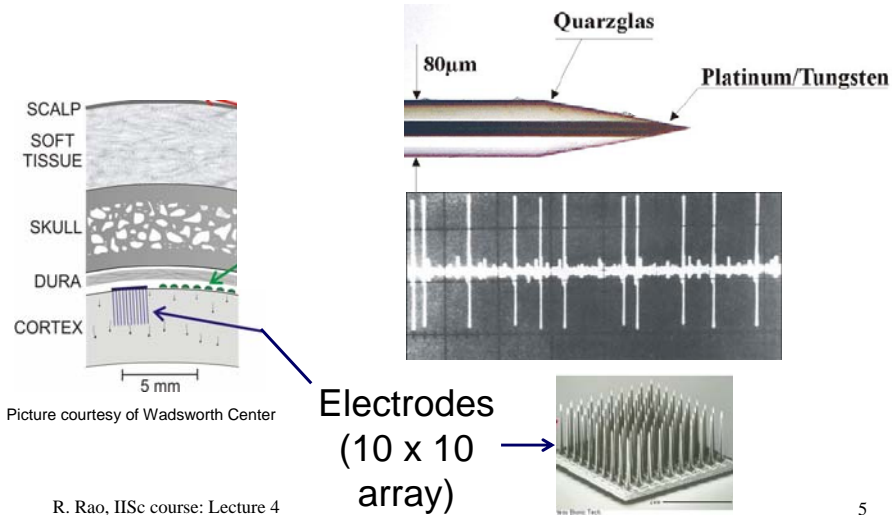 Quarzglas
80µm
Platinum/Tungsten
SCALP
SOFT
TISSUE
SKULL
DURA
CORTEX
5 mm
Picture courtesy of Wadsworth Center
Electrodes
(10 x 10
array)
R. Rao, IISc course: Lecture 4
5